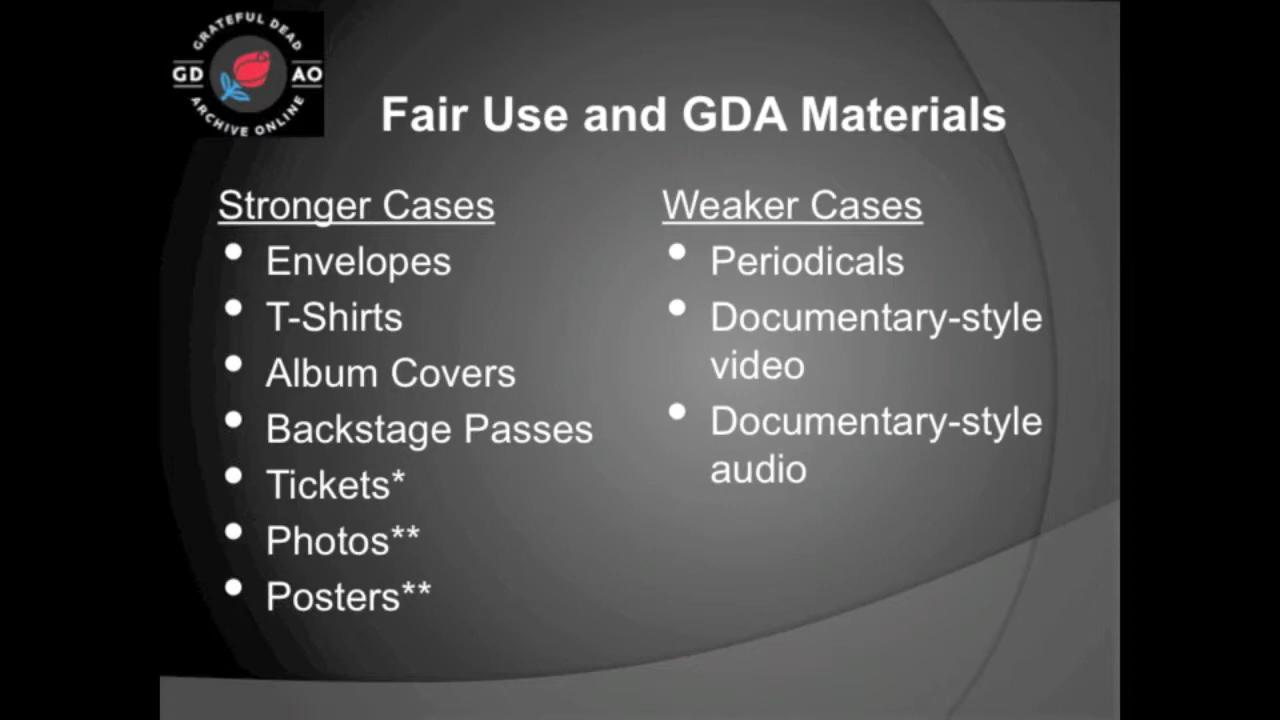 GRATEFUL DEAD
GD AO
ARCHIVE ONLINE
Fair Use and GDA Materials
Stronger Cases
• Envelopes
• T-Shirts
• Album Covers
• Backstage Passes
• Tickets*
• Photos**
• Posters**
Weaker Cases
• Periodicals
• Documentary-style
video
• Documentary-style
audio